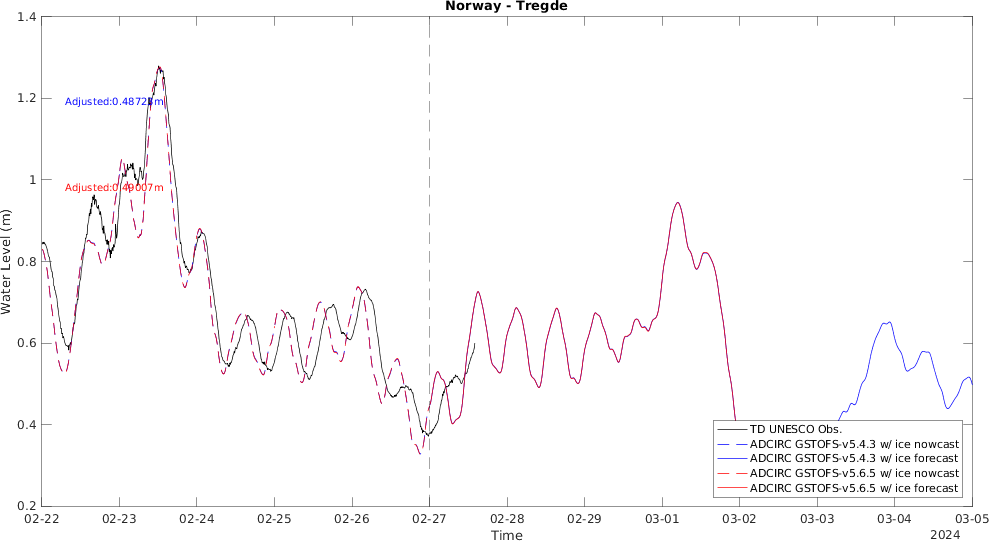 Norway - Tregde
Water Level (m)
1.4
1.2
1
0.8
0.6
0.4
0.2
Adjusted:0.48723m
Adjusted:0.49007m
TD UNESCO Obs.
ADCIRC GSTOFS-v5.4.3 w/ ice nowcast
ADCIRC GSTOFS-v5.4.3 w/ ice forecast
ADCIRC GSTOFS-v5.6.5 w/ ice nowcast
ADCIRC GSTOFS-v5.6.5 w/ ice forecast
02-22 02-23 02-24 02-25 02-26 02-27 02-28 02-29 03-01 03-02 03-03 03-04 03-05
Time
2024